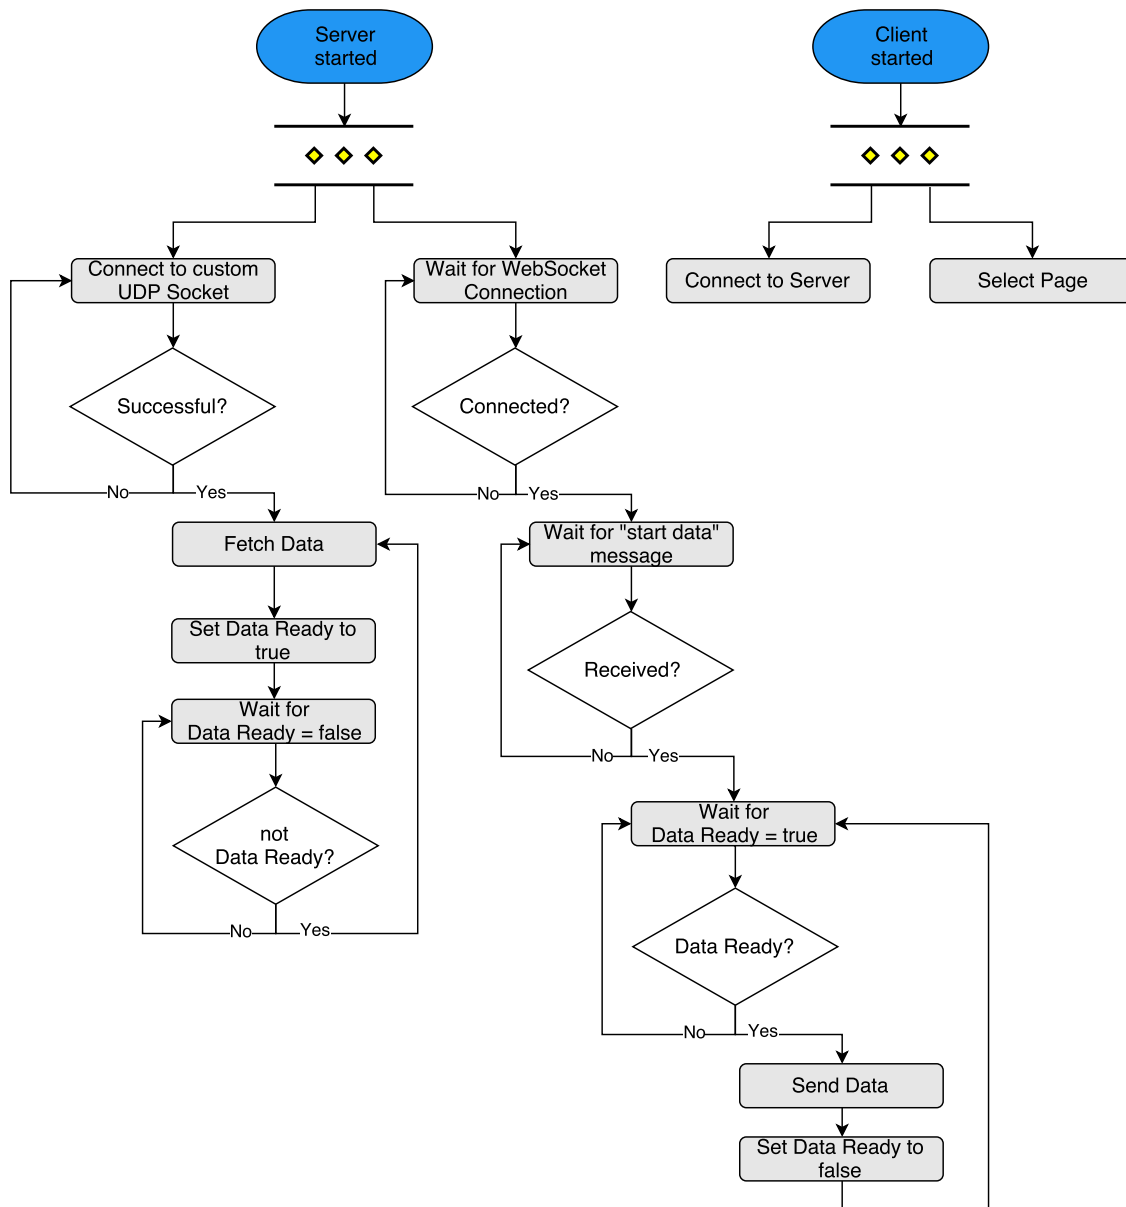 Server
started
Client
started
Connect to custom
UDP Socket
Wait for WebSocket
Connection
Connect to Server
Select Page
Successful?
Connected?
No
Yes
No
Yes
Fetch Data
Wait for "start data"
message
Set Data Ready to
true
Received?
Wait for
Data Ready = false
No
Yes
not
Data Ready?
Wait for
Data Ready = true
No
Yes
Data Ready?
No
Yes
Send Data
Set Data Ready to
false